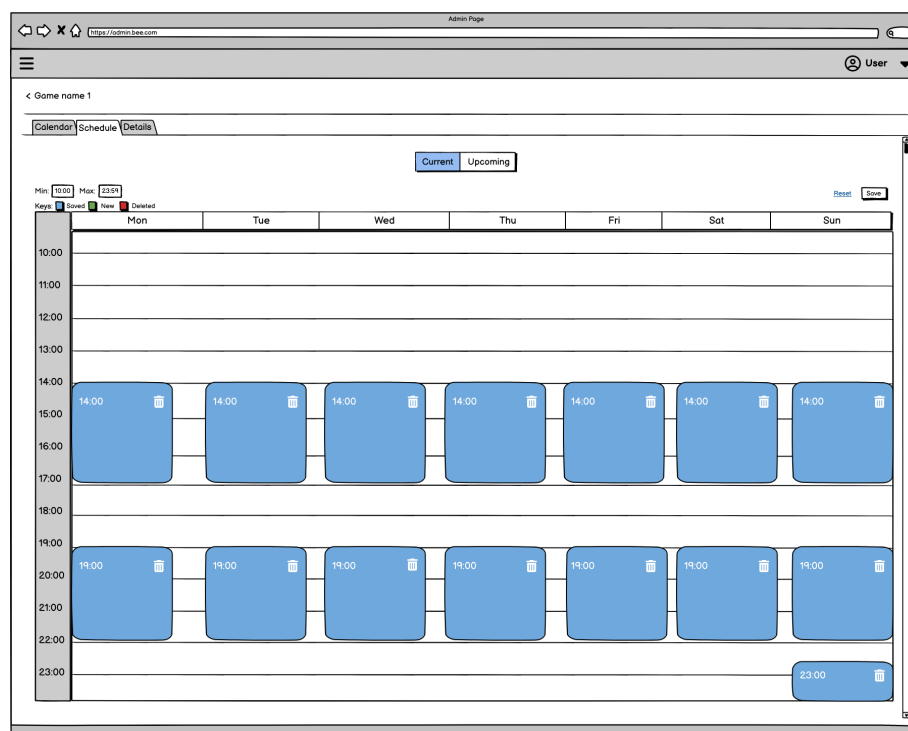 Admin Page
https://admin.bee.com
User
< Game name 1
Calendar Schedule Details
Current Upcoming
Min: 10:00 Max: 23:59 Reset Save
Keys: Saved New Deleted
Mon Tue Wed Thu Fri Sat Sun
10:00
11:00
12:00
13:00
14:00
14:00 14:00 14:00 14:00 14:00 14:00 14:00
15:00
16:00
17:00
18:00
19:00
19:00 19:00 19:00 19:00 19:00 19:00 19:00
20:00
21:00
22:00
23:00
23:00